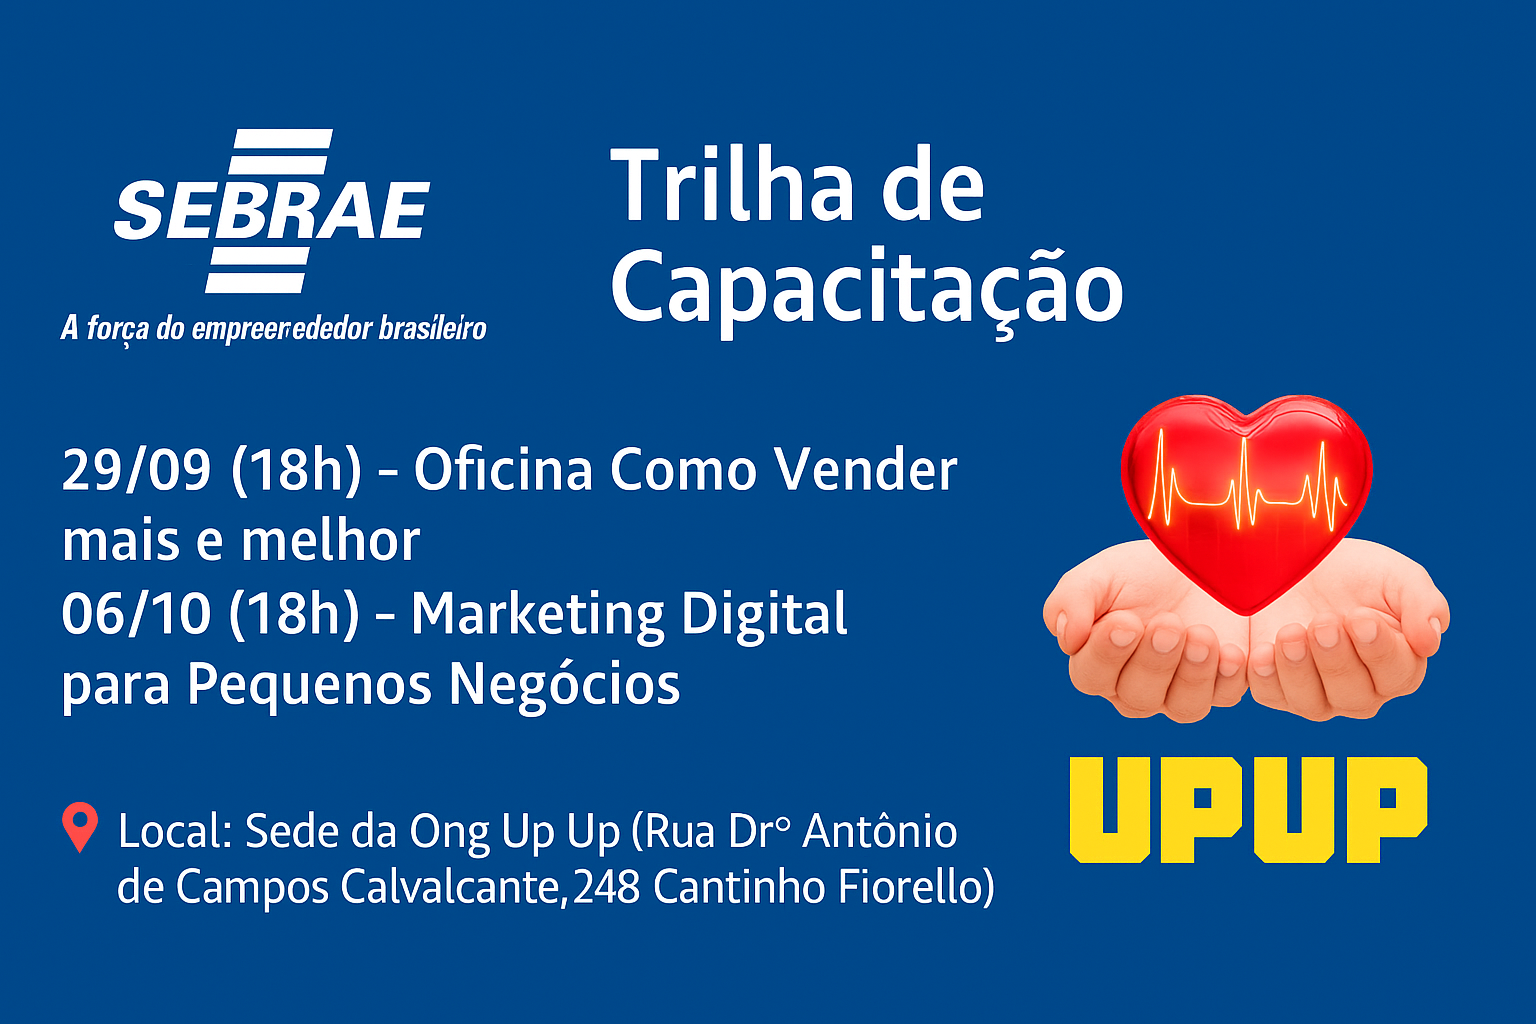 SEBRAE
A força do empreerededor brasileiro
Trilha de
Capacitação
29/09 (18h) – Oficina Como Vender
mais e melhor
06/10 (18h) – Marketing Digital
para Pequenos Negócios
Local: Sede da Ong Up Up (Rua Drº Antônio
de Campos Calvalcante,248 Cantinho Fiorello)
UPUP